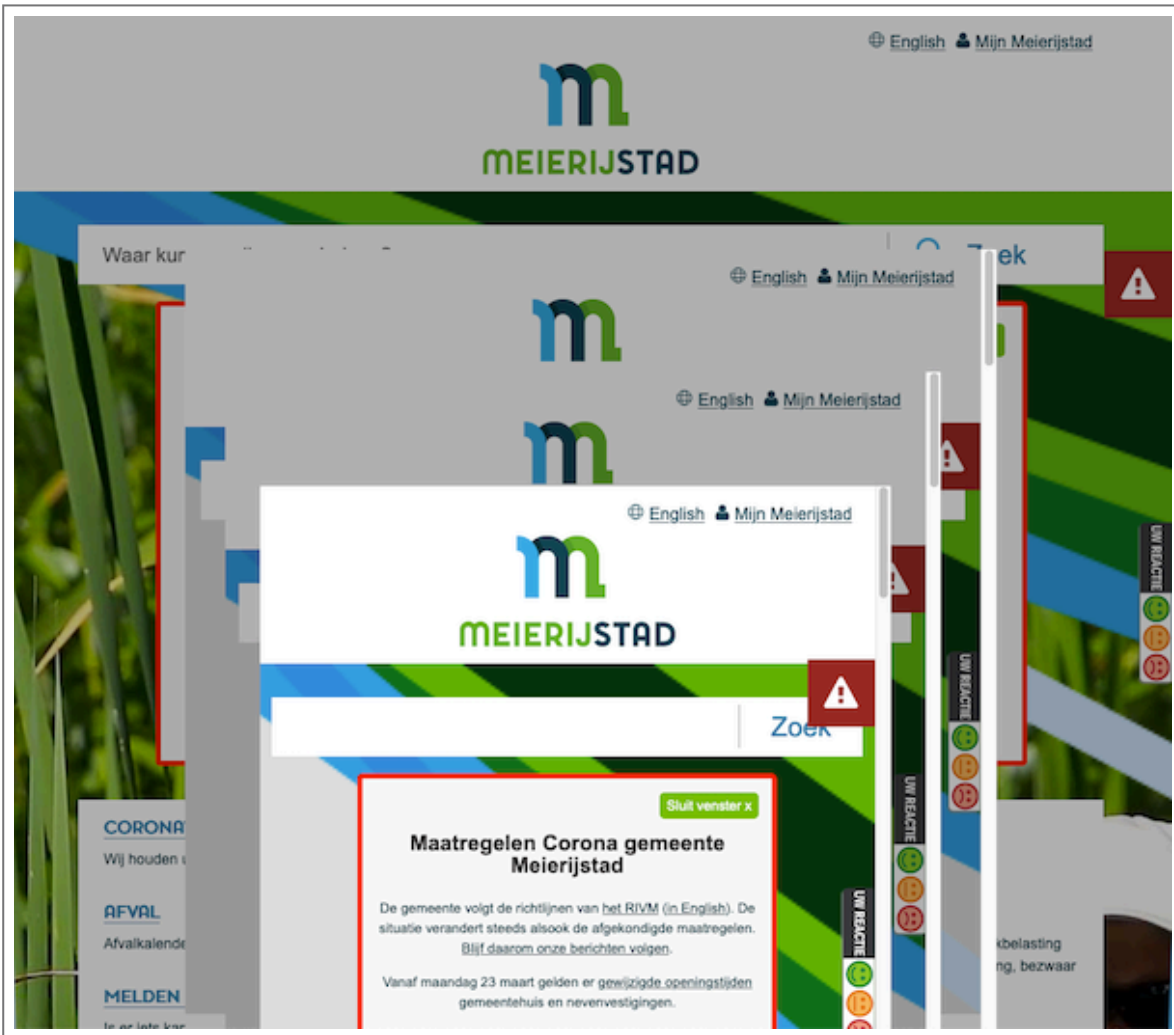 English Mijn Meierijstad
MEIERIJSTAD
Waar kun
Zoek
English Mijn Meierijstad
English Mijn Meierijstad
English Mijn Meierijstad
MEIERIJSTAD
UW REACTIE
UW REACTIE
Zoek
UW REACTIE
Sluit venster x
CORONA
Maatregelen Corona gemeente
Meierijstad
Wij houden
UW REACTIE
De gemeente volgt de richtlijnen van het RIVM (in English). De
AFVAL
situatie verandert steeds alsook de afgekondigde maatregelen.
Afvalkalende
Blijf daarom onze berichten volgen.
kbelasting
ng, bezwaar
Vanaf maandag 23 maart gelden er gewijzigde openingstijden
MELDEN
gemeentehuis en nevenvestigingen.
Is er iets kap